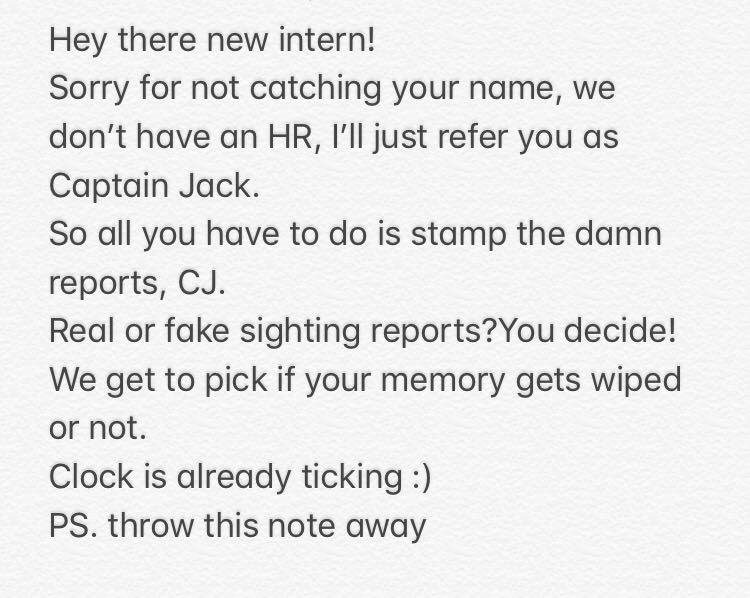 Hey there new intern!
Sorry for not catching your name, we
don’t have an HR, I’ll just refer you as
Captain Jack.
So all you have to do is stamp the damn
reports, CJ.
Real or fake sighting reports?You decide!
We get to pick if your memory gets wiped
or not.
Clock is already ticking :)
PS. throw this note away